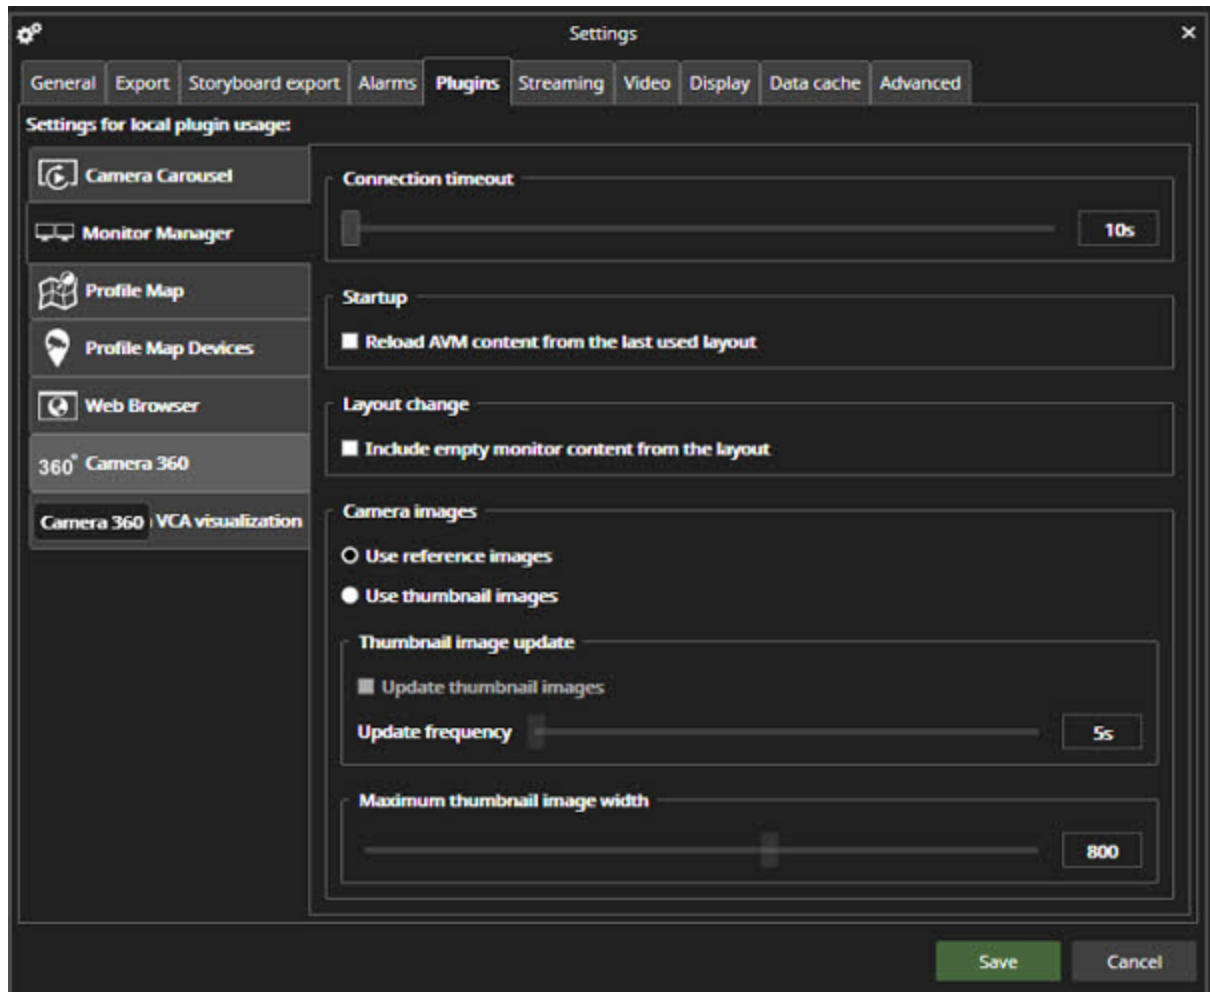 Settings
General Export Storyboard export Alarms Plugins Streaming Video Display Data cache Advanced
Settings for local plugin usage:
Camera Carousel
Monitor Manager
Profile Map
Profile Map Devices
Web Browser
360° Camera 360
Camera 360 VCA visualization
Connection timeout
10s
Startup
Reload AVM content from the last used layout
Layout change
Include empty monitor content from the layout
Camera images
Use reference images
Use thumbnail images
Thumbnail image update
Update thumbnail images
Update frequency 5s
Maximum thumbnail image width
800
Save Cancel